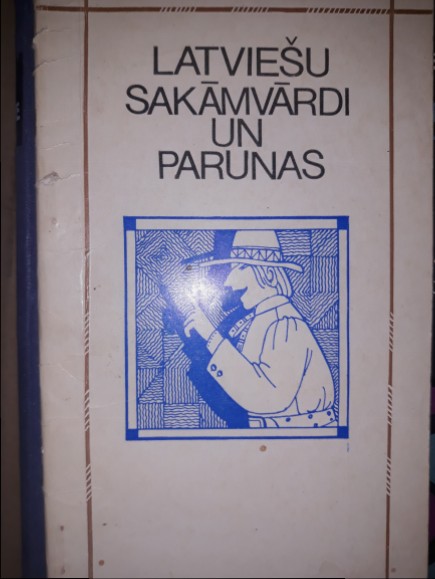 LATVIEŠU
SAKĀMVĀRDI
UN
PARUNAS